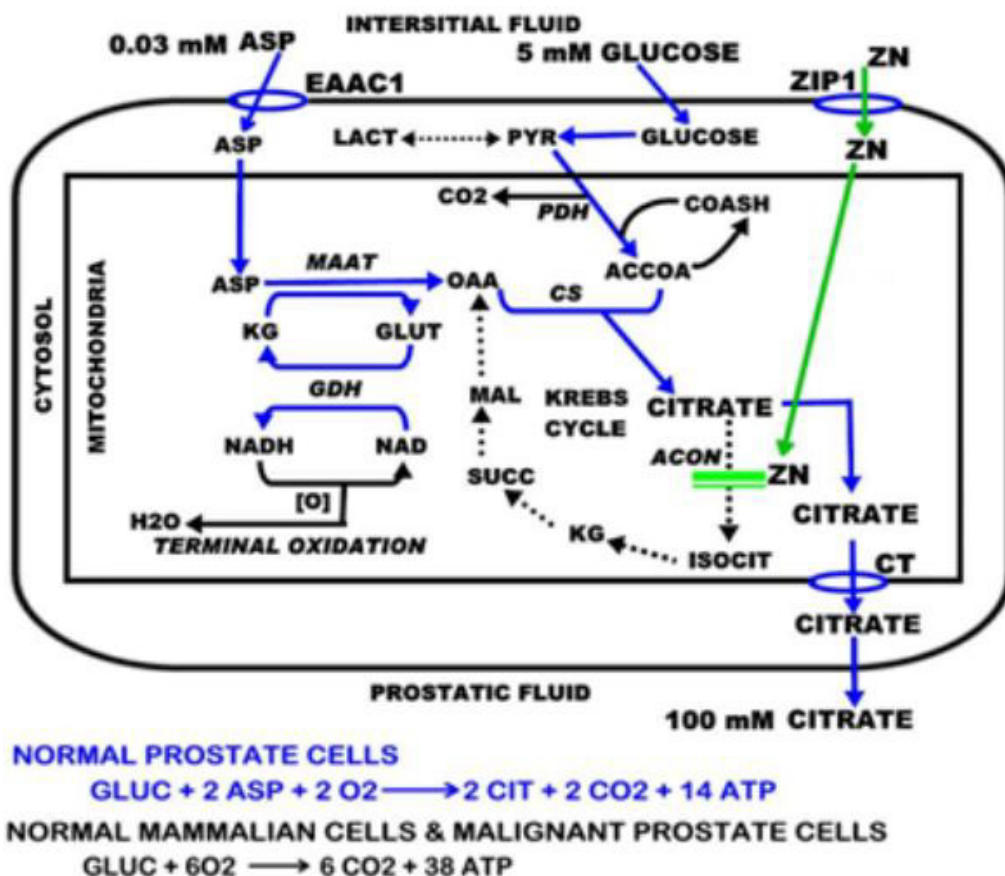 INTERSITIAL FLUID
0.03 mM ASP
5 mM GLUCOSE
ZN
EAAC1
ZIP1
ASP
LACT
PYR
GLUCOSE
ZN
CO2
PDH
COASH
ASP
MAAT
OAA
ACCOA
CS
KG
GLUT
GDH
MAL
KREBS
CYCLE
CITRATE
NADH
NAD
ACON
ZN
SUCC
[O]
H2O
TERMINAL OXIDATION
KG
ISOCIT
CITRATE
CT
CITRATE
CYTOSOL
MITOCHONDRIA
PROSTATIC FLUID
100 mM CITRATE
NORMAL PROSTATE CELLS
GLUC + 2 ASP + 2 O2 → 2 CIT + 2 CO2 + 14 ATP
NORMAL MAMMALIAN CELLS & MALIGNANT PROSTATE CELLS
GLUC + 6O2 → 6 CO2 + 38 ATP